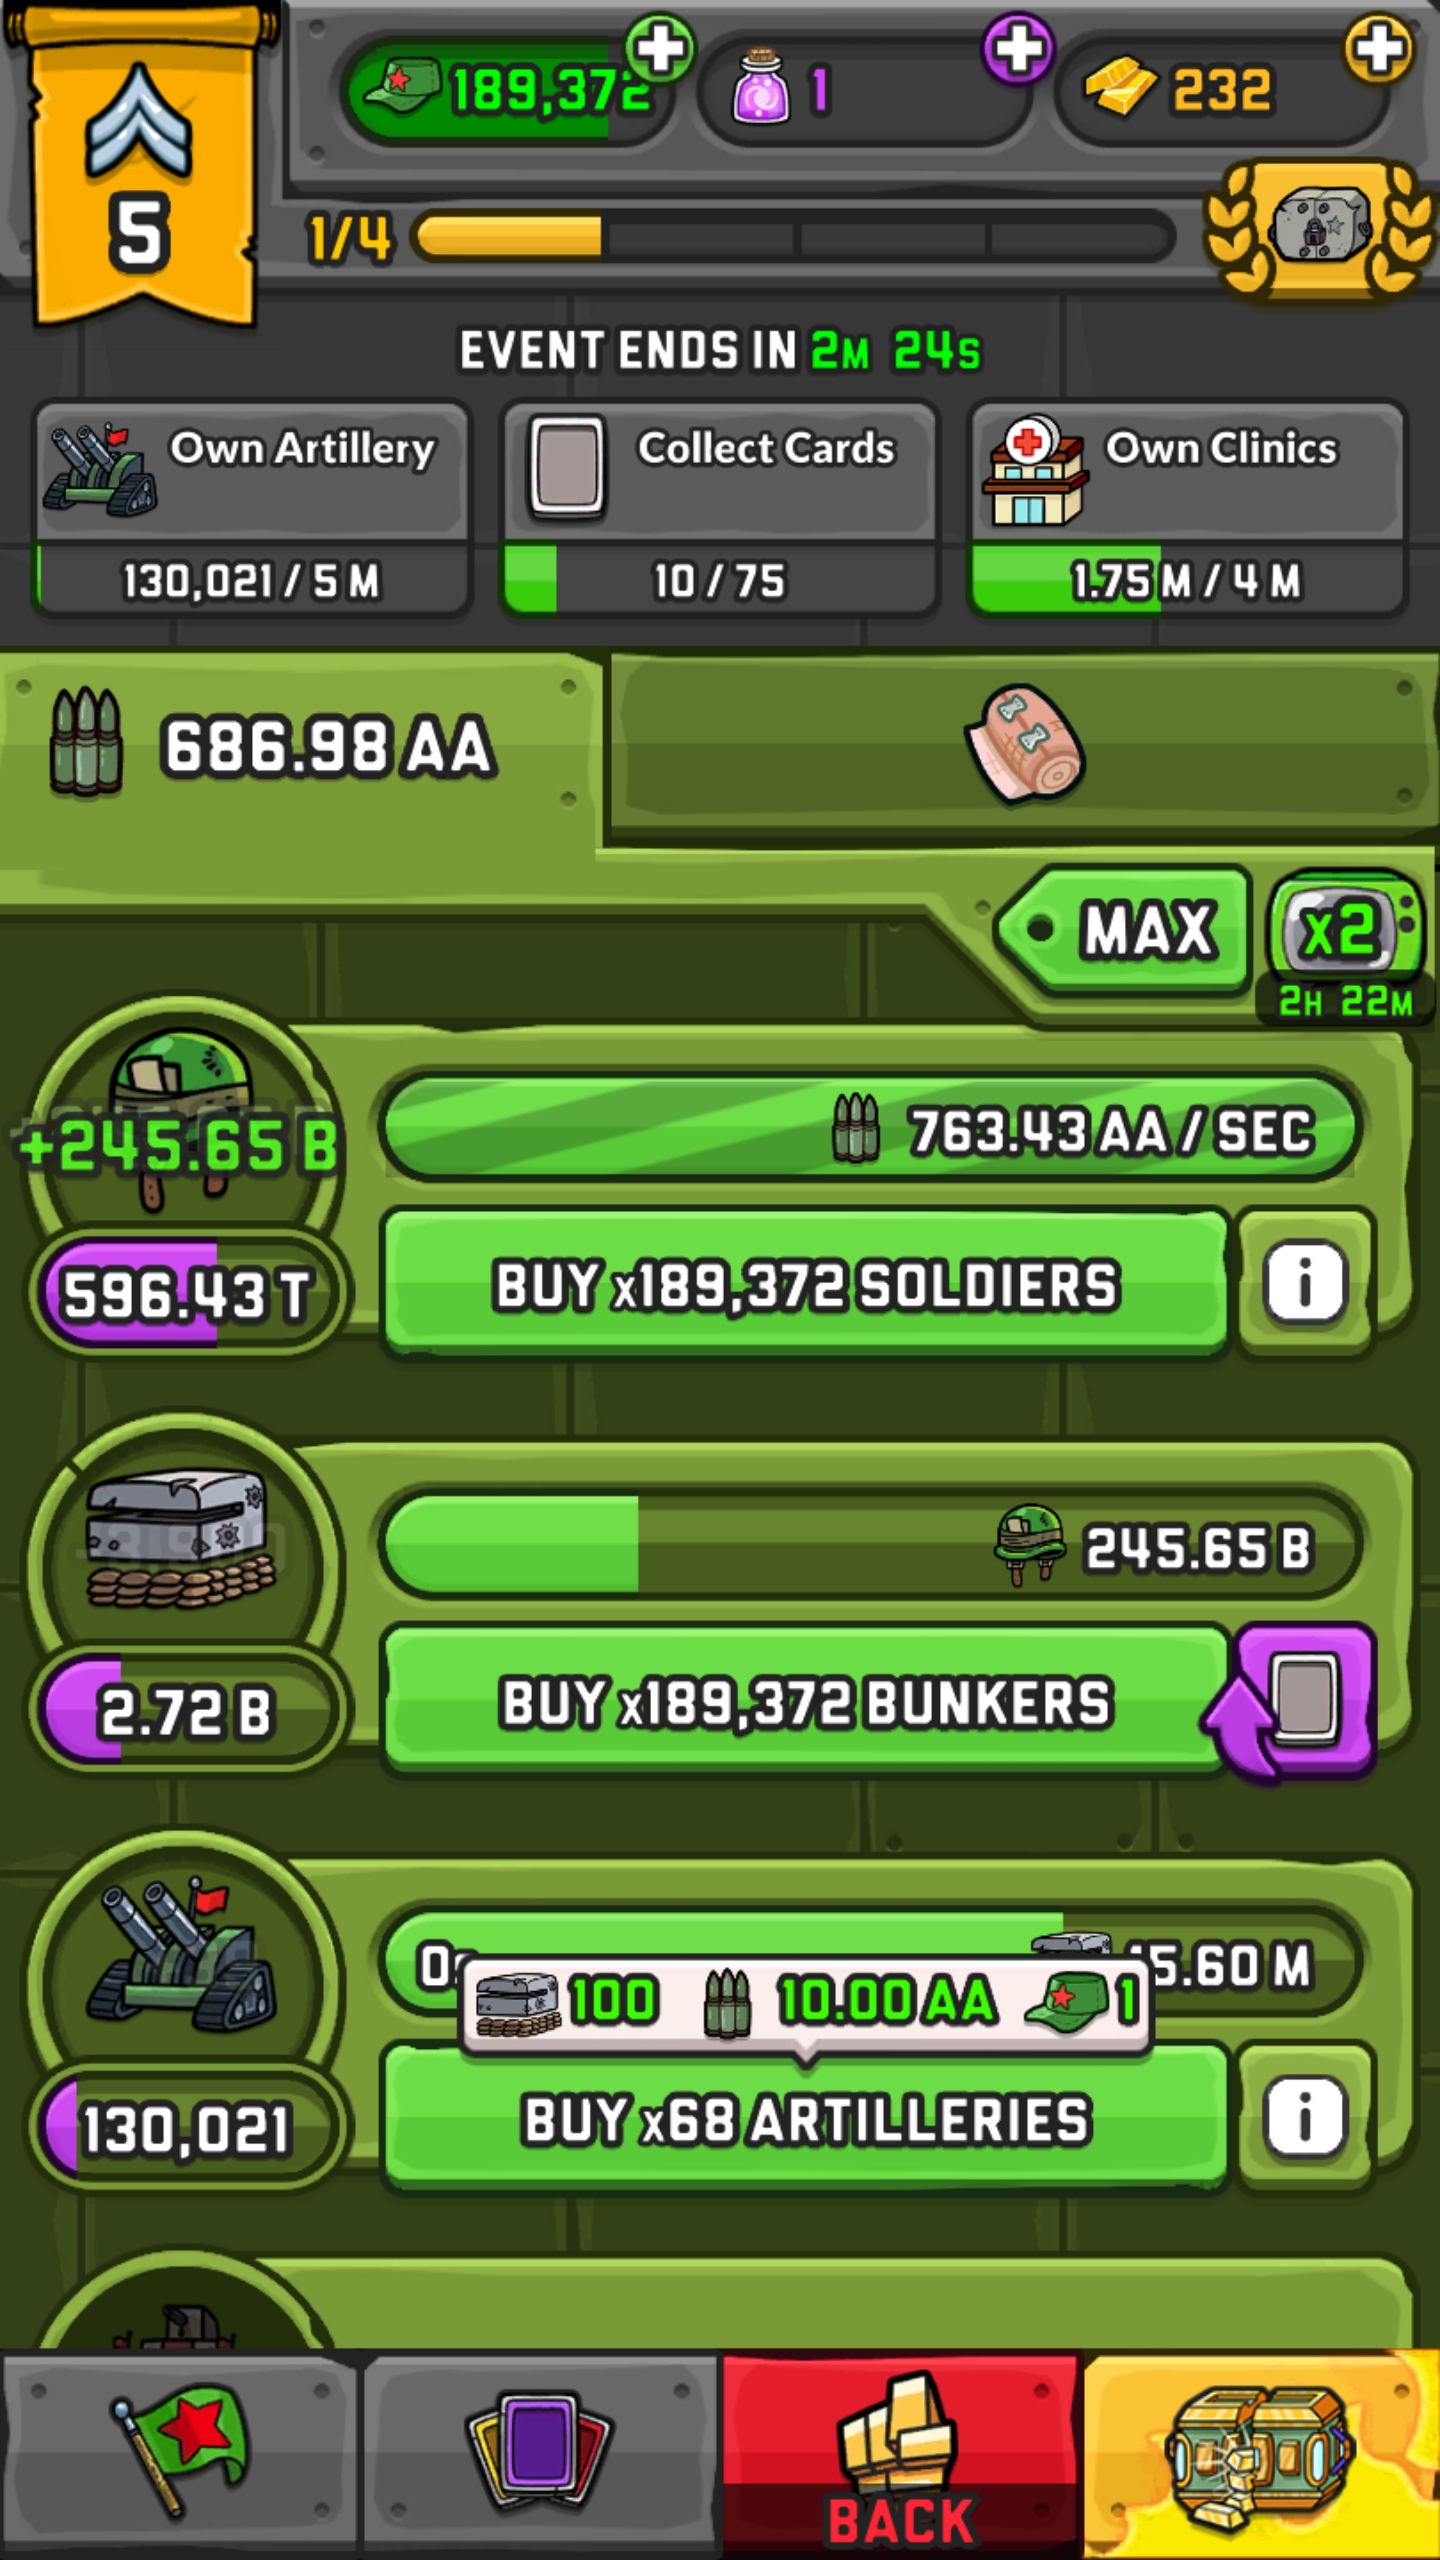 189,372
1
232
5
1/4
EVENT ENDS IN 2M 24S
Own Artillery
130,021 / 5 M
Collect Cards
10 / 75
Own Clinics
1.75 M / 4 M
686.98 AA
MAX
x2
2H 22M
+245.65 B
763.43 AA / SEC
596.43 T
BUY x189,372 SOLDIERS
i
245.65 B
2.72 B
BUY x189,372 BUNKERS
5.60 M
100 10.00 AA 1
130,021
BUY x68 ARTILLERIES
i
BACK